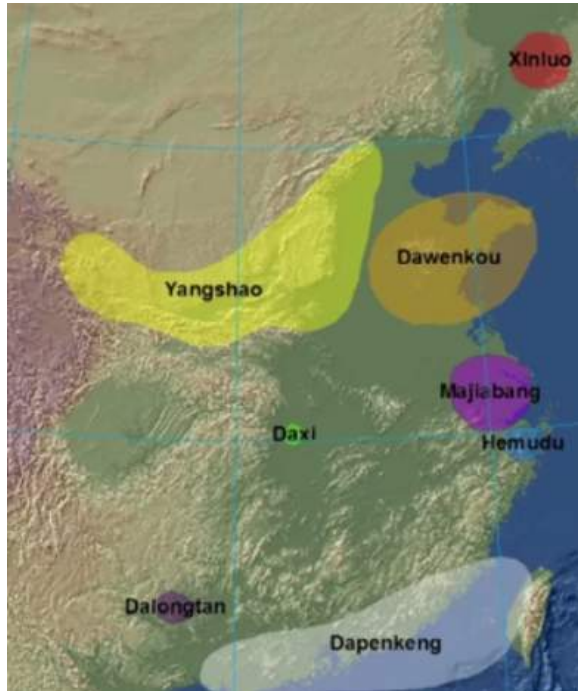 Xinluo
Dawenkou
Yangshao
Majiabang
Daxi
Hemudu
Dalongtan
Dapenkeng